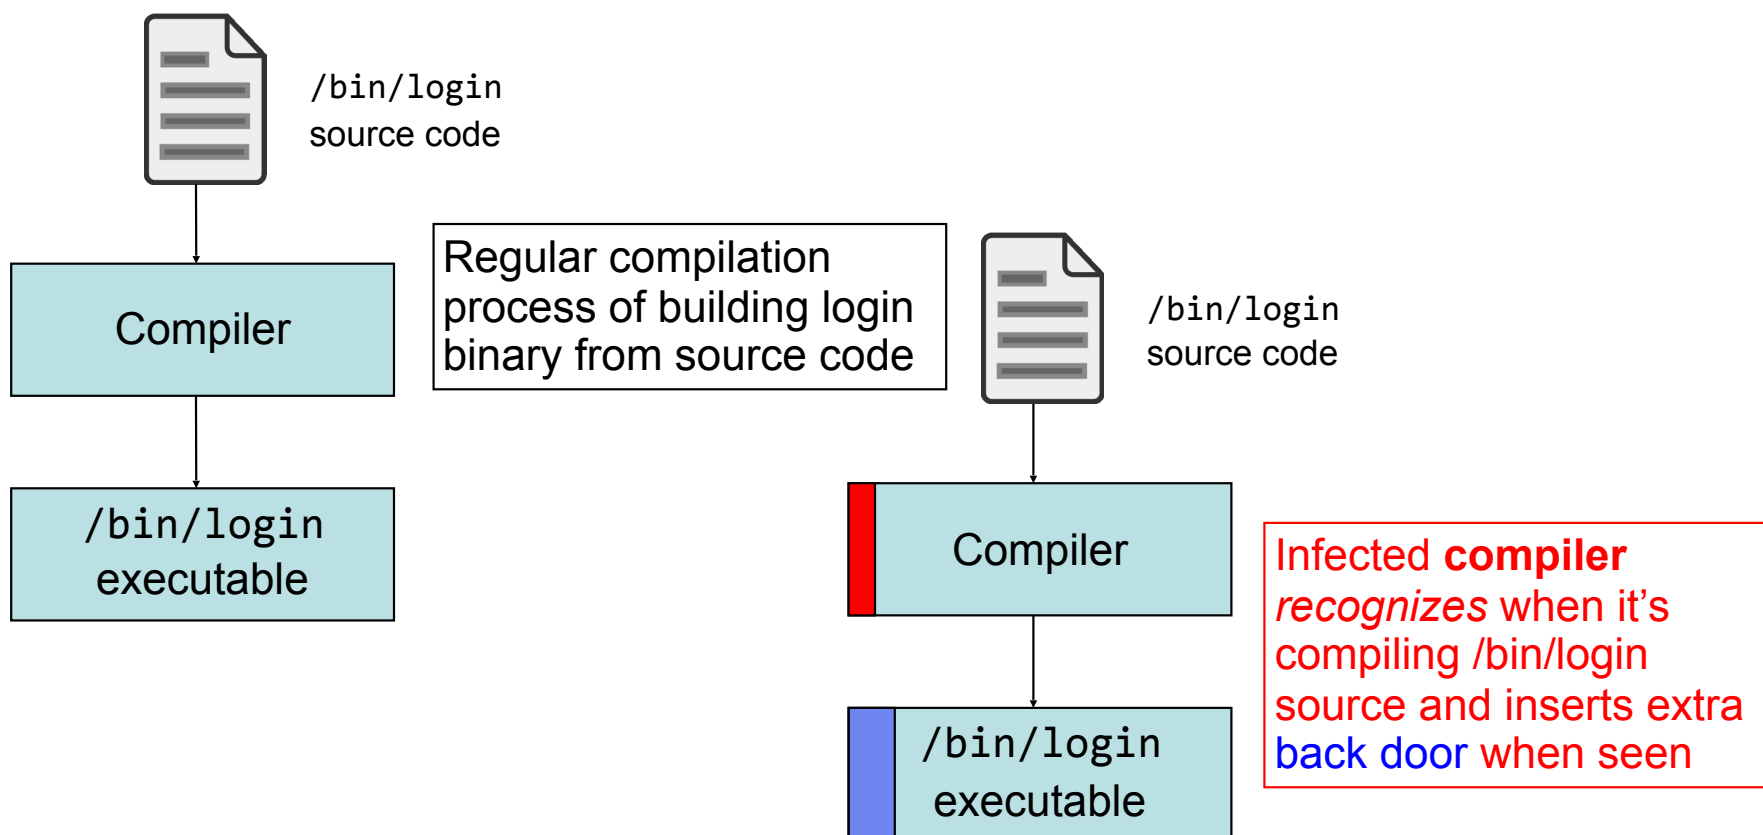 /bin/login
source code
Compiler
/bin/login
executable
Regular compilation
process of building login
binary from source code
/bin/login
source code
Compiler
/bin/login
executable
Infected compiler
recognizes when it’s
compiling /bin/login
source and inserts extra
back door when seen